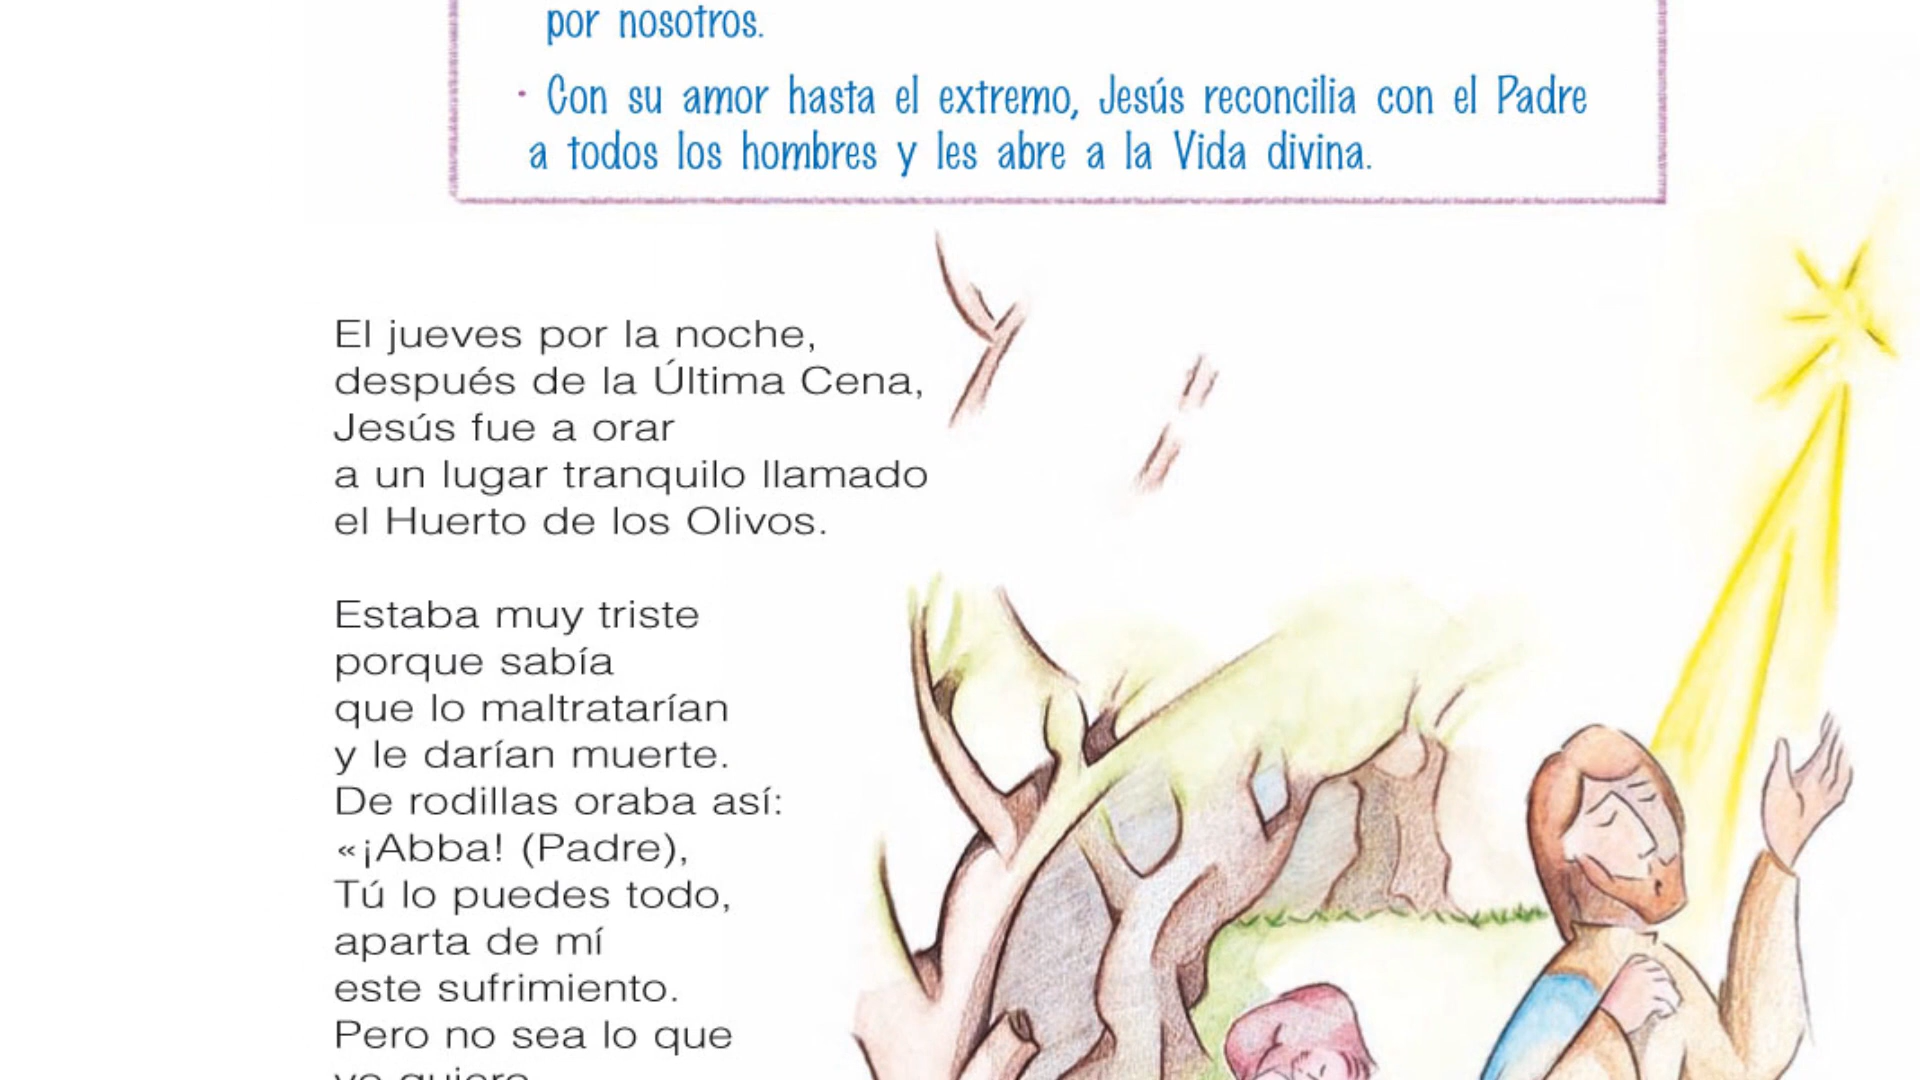 por nosotros.
· Con su amor hasta el extremo, Jesús reconcilia con el Padre
a todos los hombres y les abre a la Vida divina.
El jueves por la noche,
después de la Última Cena,
Jesús fue a orar
a un lugar tranquilo llamado
el Huerto de los Olivos.
Estaba muy triste
porque sabía
que lo maltratarían
y le darían muerte.
De rodillas oraba así:
«¡Abba! (Padre),
Tú lo puedes todo,
aparta de mí
este sufrimiento.
Pero no sea lo que
yo quiero